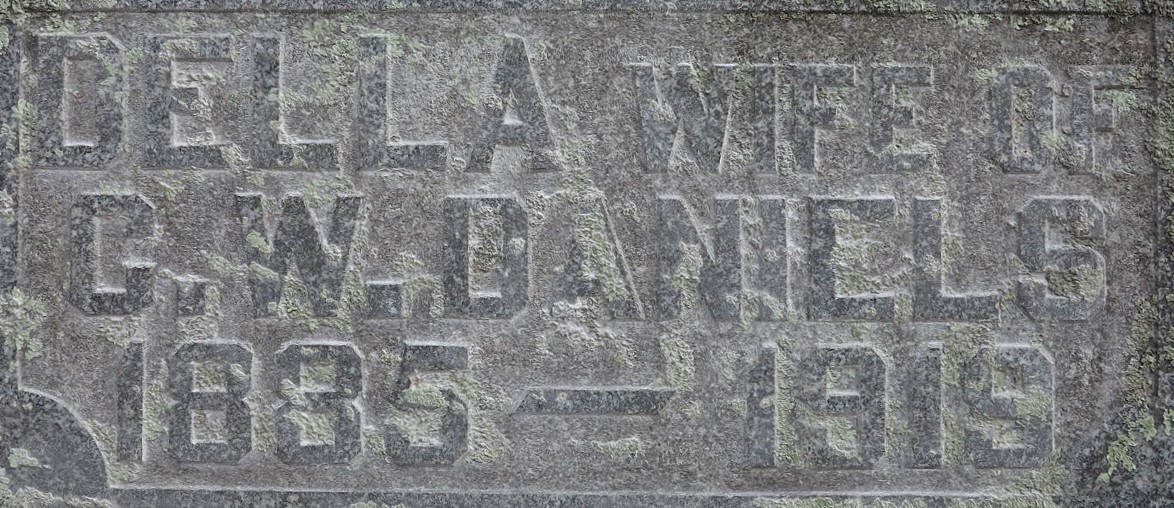 DELLA WIFE OF
G.W. DANIELS
1885 — 1919